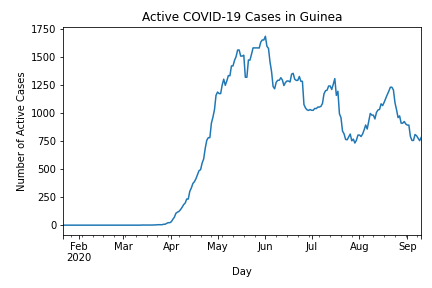 Active COVID-19 Cases in Guinea
Number of Active Cases
1750
1500
1250
1000
750
500
250
0
Feb Mar Apr May Jun Jul Aug Sep
2020
Day